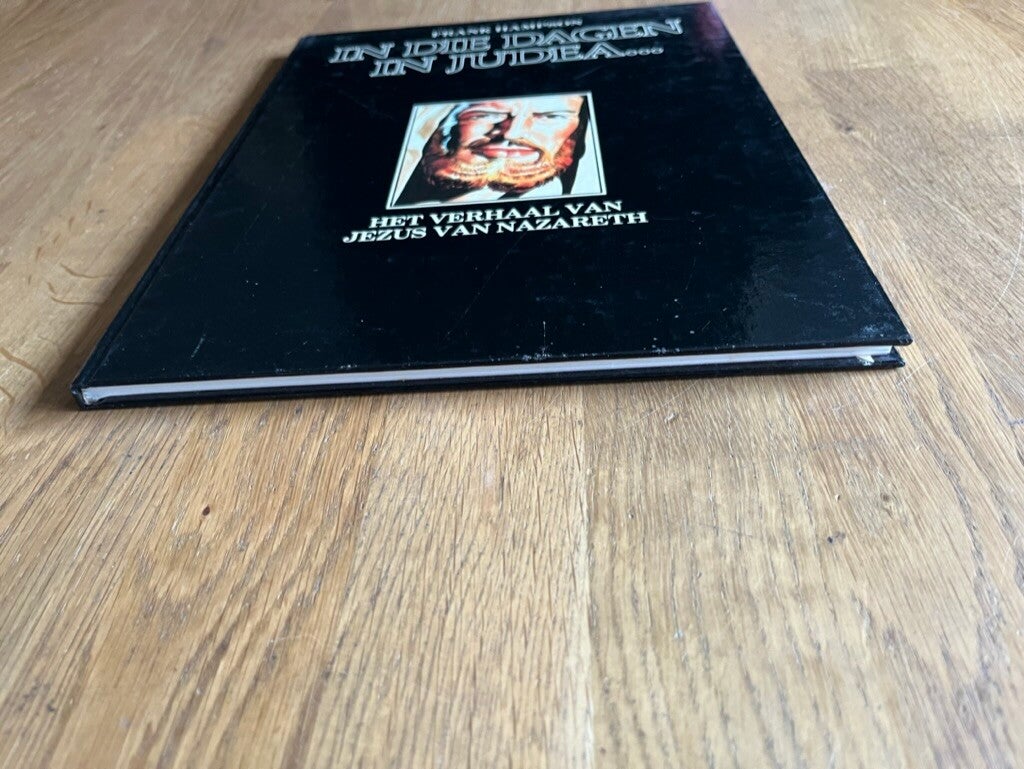 FRANK HAMPSON
IN DIE DAGEN
IN JUDEA....
HET VERHAAL VAN
JEZUS VAN NAZARETH